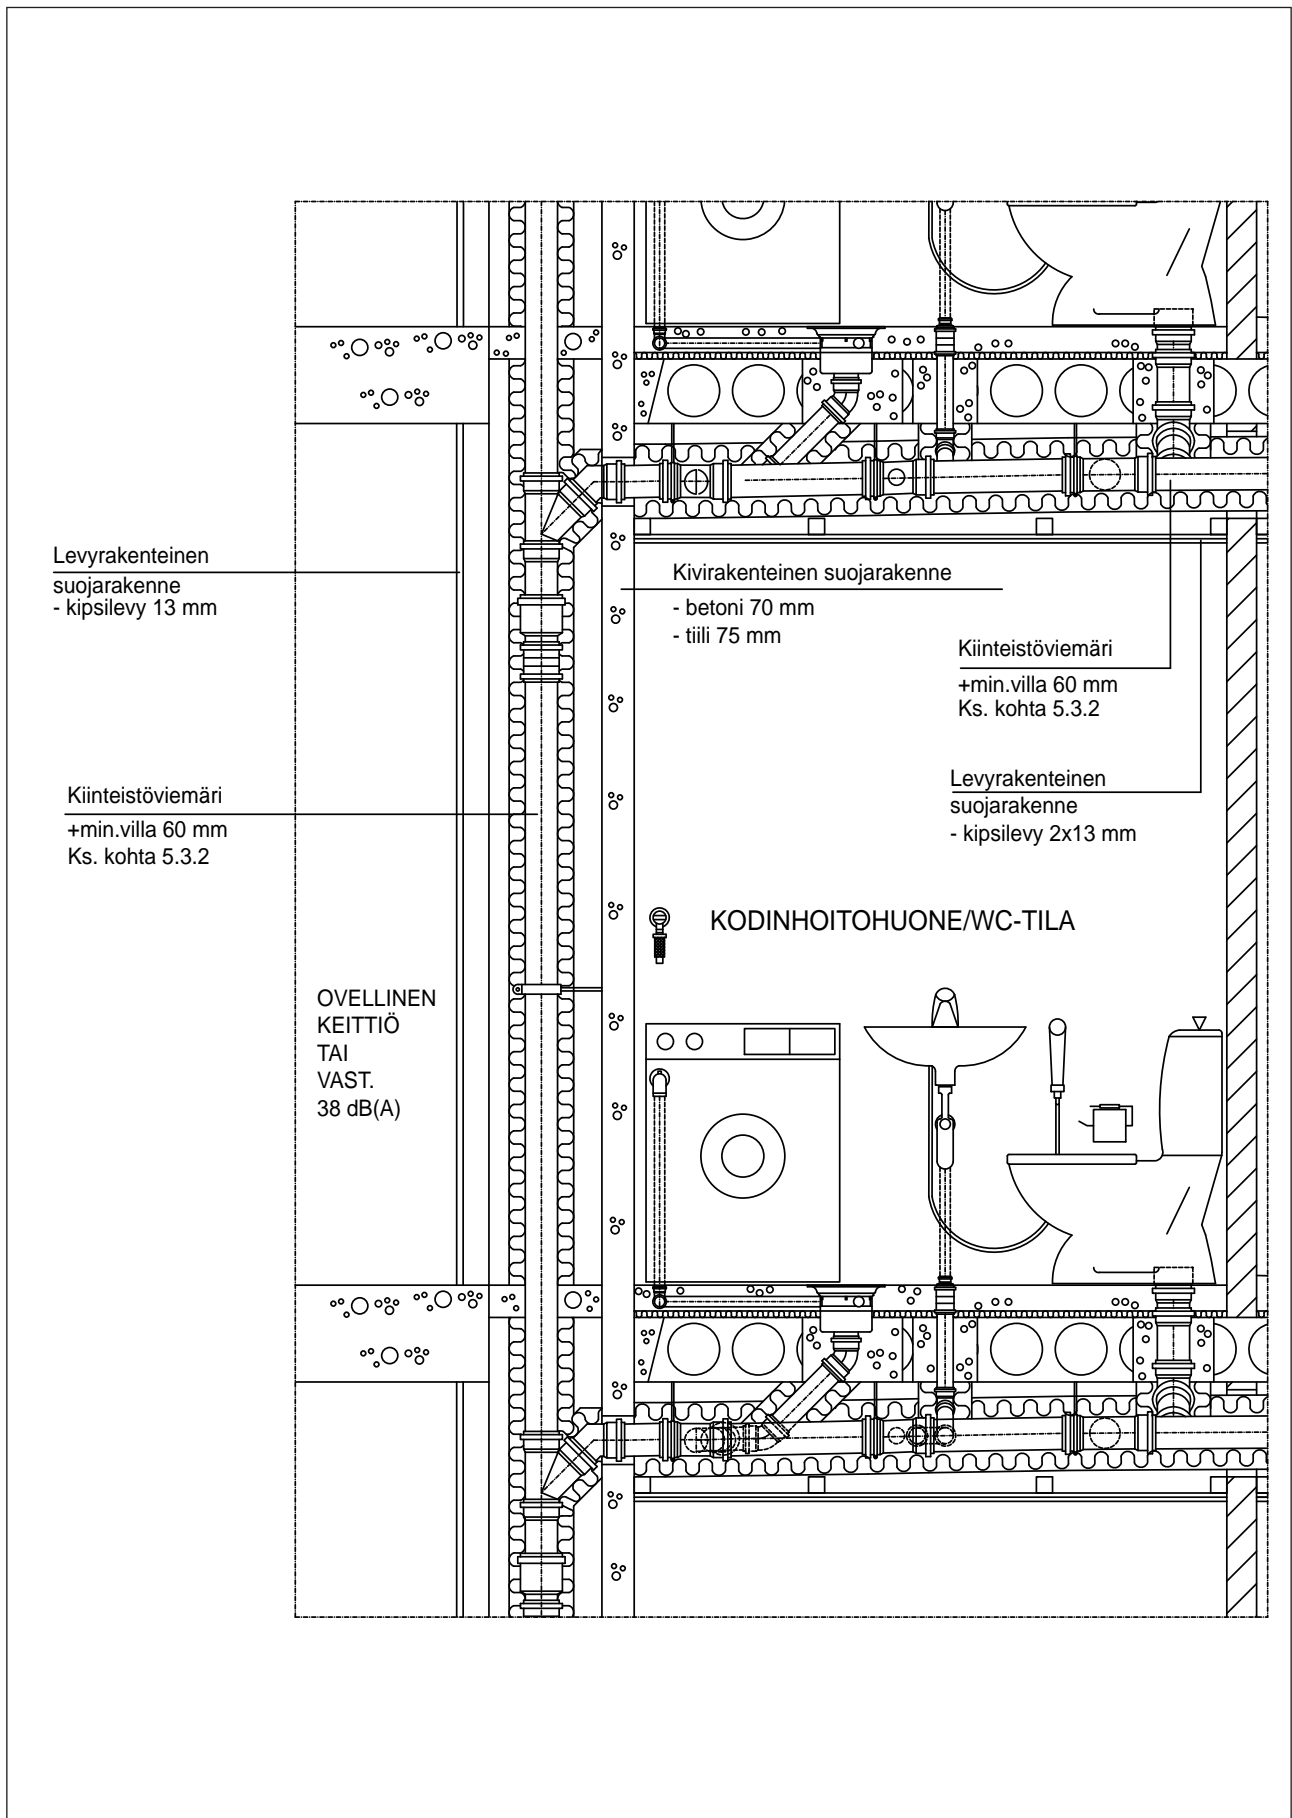 Levyrakenteinen
suojarakenne
- kipsilevy 13 mm
Kivirakenteinen suojarakenne
- betoni 70 mm
- tiili 75 mm
Kiinteistöviemäri
+min.villa 60 mm
Ks. kohta 5.3.2
Levyrakenteinen
suojarakenne
- kipsilevy 2x13 mm
Kiinteistöviemäri
+min.villa 60 mm
Ks. kohta 5.3.2
KODINHOITOHUONE/WC-TILA
OVELLINEN
KEITTIÖ
TAI
VAST.
38 dB(A)